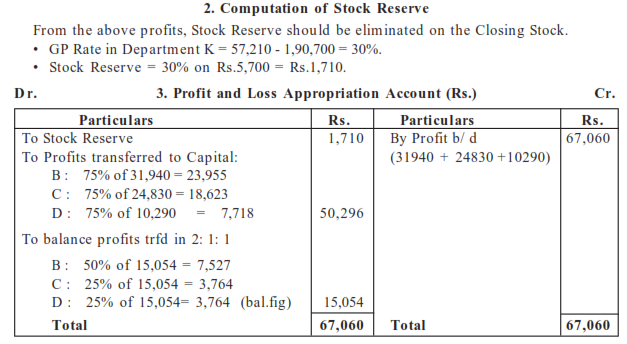 2. Computation of Stock Reserve
From the above profits, Stock Reserve should be eliminated on the Closing Stock.
• GP Rate in Department K = 57,210 - 1,90,700 = 30%.
• Stock Reserve = 30% on Rs.5,700 = Rs.1,710.
Dr. 3. Profit and Loss Appropriation Account (Rs.) Cr.
Particulars Rs. Particulars Rs.
To Stock Reserve 1,710 By Profit b/ d 67,060
To Profits transferred to Capital: (31940 + 24830 +10290)
B : 75% of 31,940 = 23,955
C : 75% of 24,830 = 18,623
D : 75% of 10,290 = 7,718 50,296
To balance profits trfd in 2: 1: 1
B : 50% of 15,054 = 7,527
C : 25% of 15,054 = 3,764
D : 25% of 15,054= 3,764 (bal.fig) 15,054
Total 67,060 Total 67,060